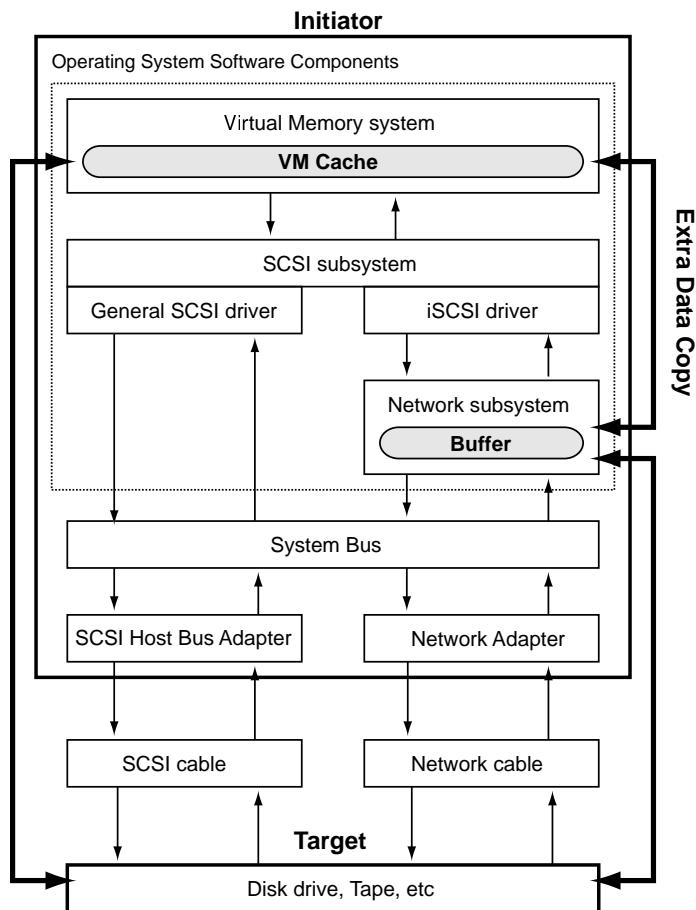 Initiator
Operating System Software Components
Virtual Memory system
VM Cache
Extra Data Copy
SCSI subsystem
General SCSI driver
iSCSI driver
Network subsystem
Buffer
System Bus
SCSI Host Bus Adapter
Network Adapter
SCSI cable
Network cable
Target
Disk drive, Tape, etc